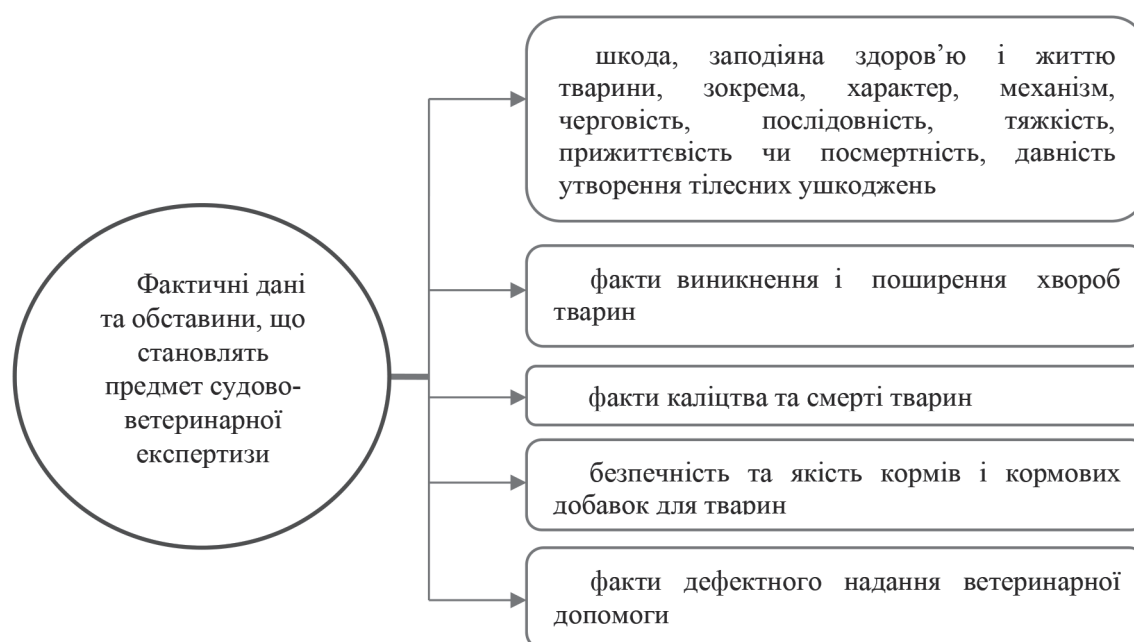 Фактичні дані
та обставини, що
становлять
предмет судово-
ветеринарної
експертизи
шкода, заподіяна здоров’ю і життю
тварини, зокрема, характер, механізм,
черговість, послідовність, тяжкість,
прижиттєвість чи посмертність, давність
утворення тілесних ушкоджень
факти виникнення і поширення хвороб
тварин
факти каліцтва та смерті тварин
безпечність та якість кормів і кормових
добавок для тварин
факти дефектного надання ветеринарної
допомоги